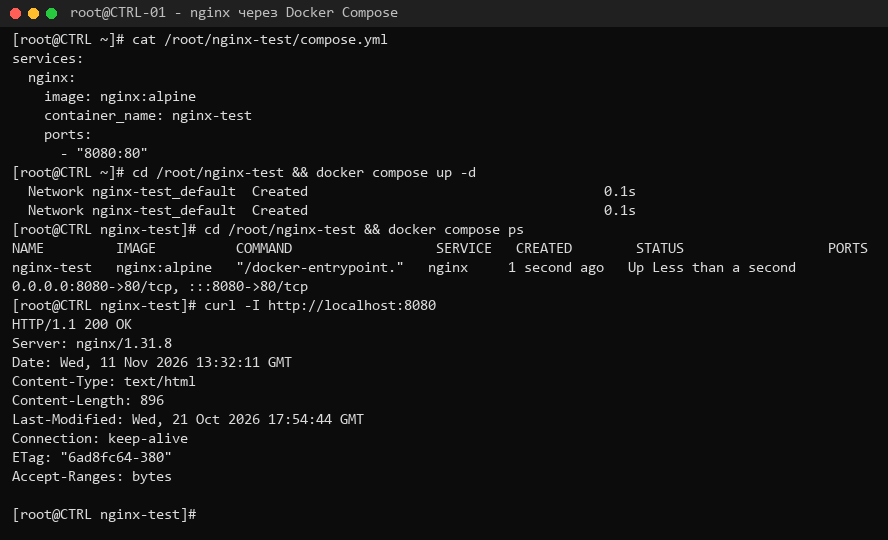 root@CTRL-01 - nginx через Docker Compose
[root@CTRL ~]# cat /root/nginx-test/compose.yml
services:
  nginx:
    image: nginx:alpine
    container_name: nginx-test
    ports:
      - "8080:80"
[root@CTRL ~]# cd /root/nginx-test && docker compose up -d
  Network nginx-test_default  Created                                     0.1s
  Network nginx-test_default  Created                                     0.1s
[root@CTRL nginx-test]# cd /root/nginx-test && docker compose ps
NAME         IMAGE          COMMAND                  SERVICE   CREATED        STATUS                  PORTS
nginx-test   nginx:alpine   "/docker-entrypoint."   nginx     1 second ago   Up Less than a second
0.0.0.0:8080->80/tcp, :::8080->80/tcp
[root@CTRL nginx-test]# curl -I http://localhost:8080
HTTP/1.1 200 OK
Server: nginx/1.31.8
Date: Wed, 11 Nov 2026 13:32:11 GMT
Content-Type: text/html
Content-Length: 896
Last-Modified: Wed, 21 Oct 2026 17:54:44 GMT
Connection: keep-alive
ETag: "6ad8fc64-380"
Accept-Ranges: bytes
[root@CTRL nginx-test]#